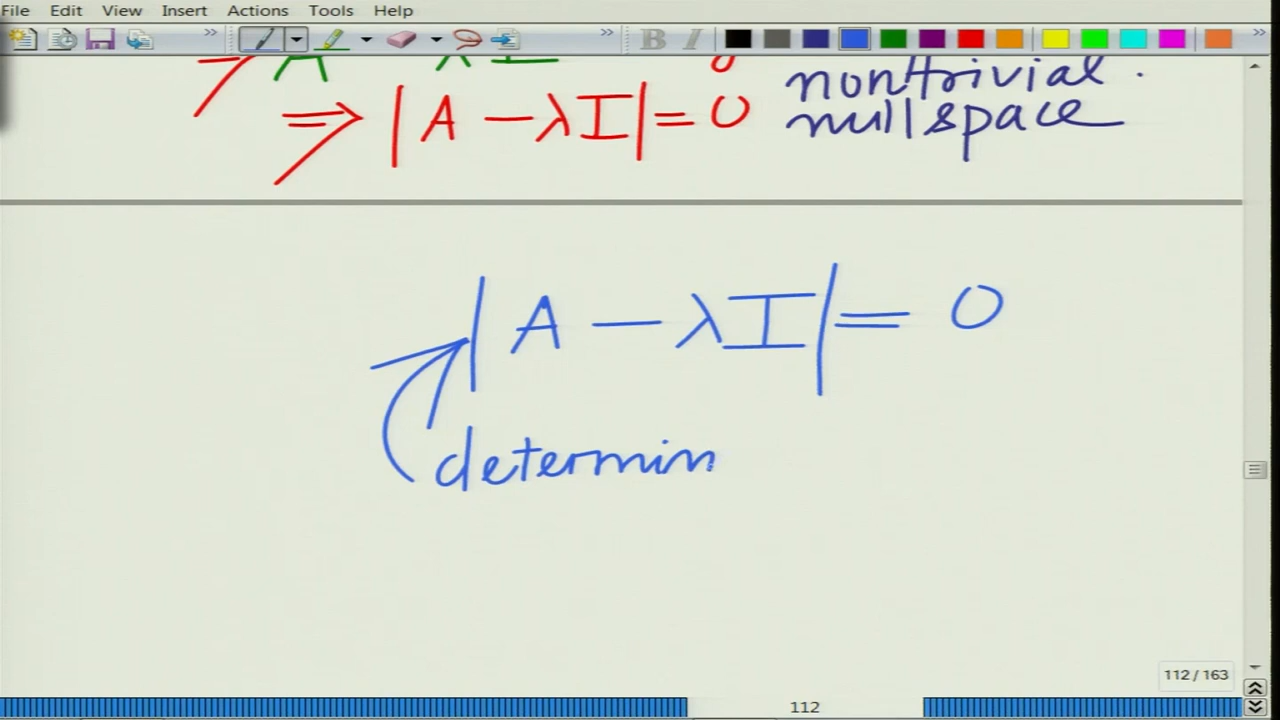 File Edit View Insert Actions Tools Help
B I
nontrivial.
⇒ |A − λI| = 0 nullspace
|A − λI| = 0
determin
112 / 163
112